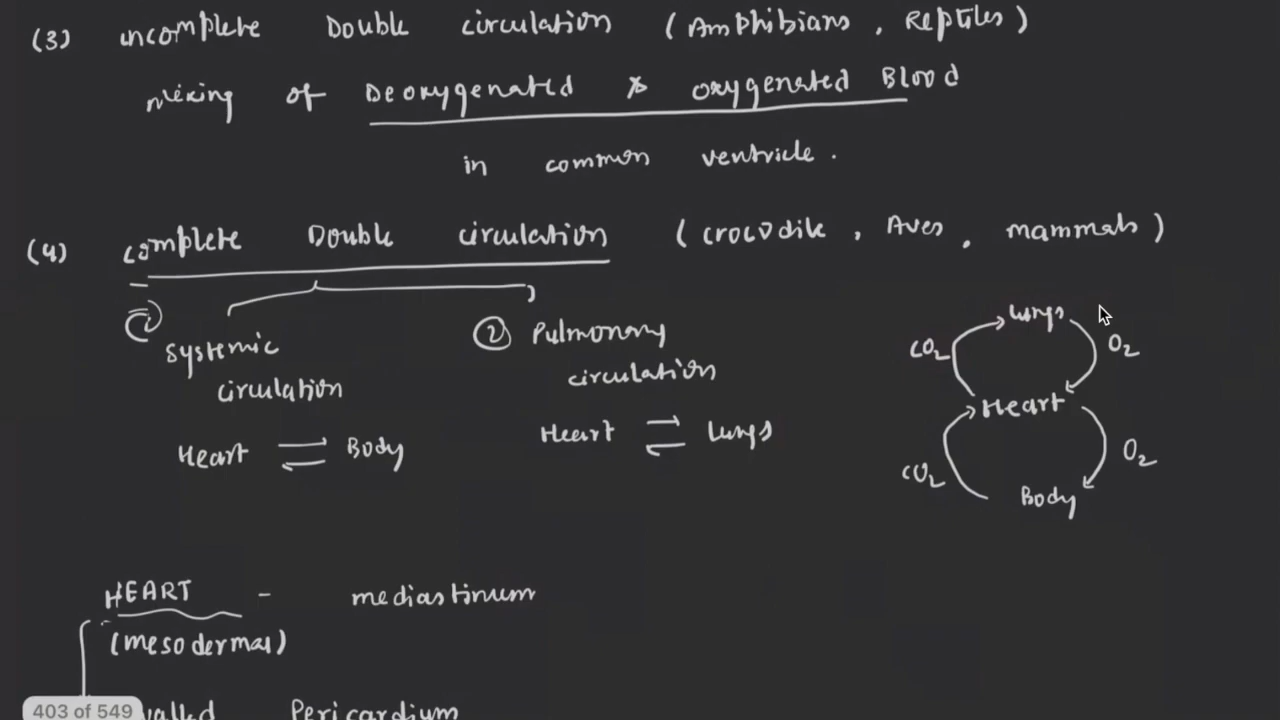 (3) incomplete Double circulation (Amphibians, Reptiles)
mixing of Deoxygenated & oxygenated Blood
in common ventricle.
(4) complete Double circulation (crocodile, Aves, mammals)
Systemic
circulation
Heart ⇌ Body
② Pulmonary
circulation
Heart ⇌ Lungs
Lungs
CO2 O2
Heart
CO2 O2
Body
HEART - mediastinum
(mesodermal)
Pericardium
403 of 549